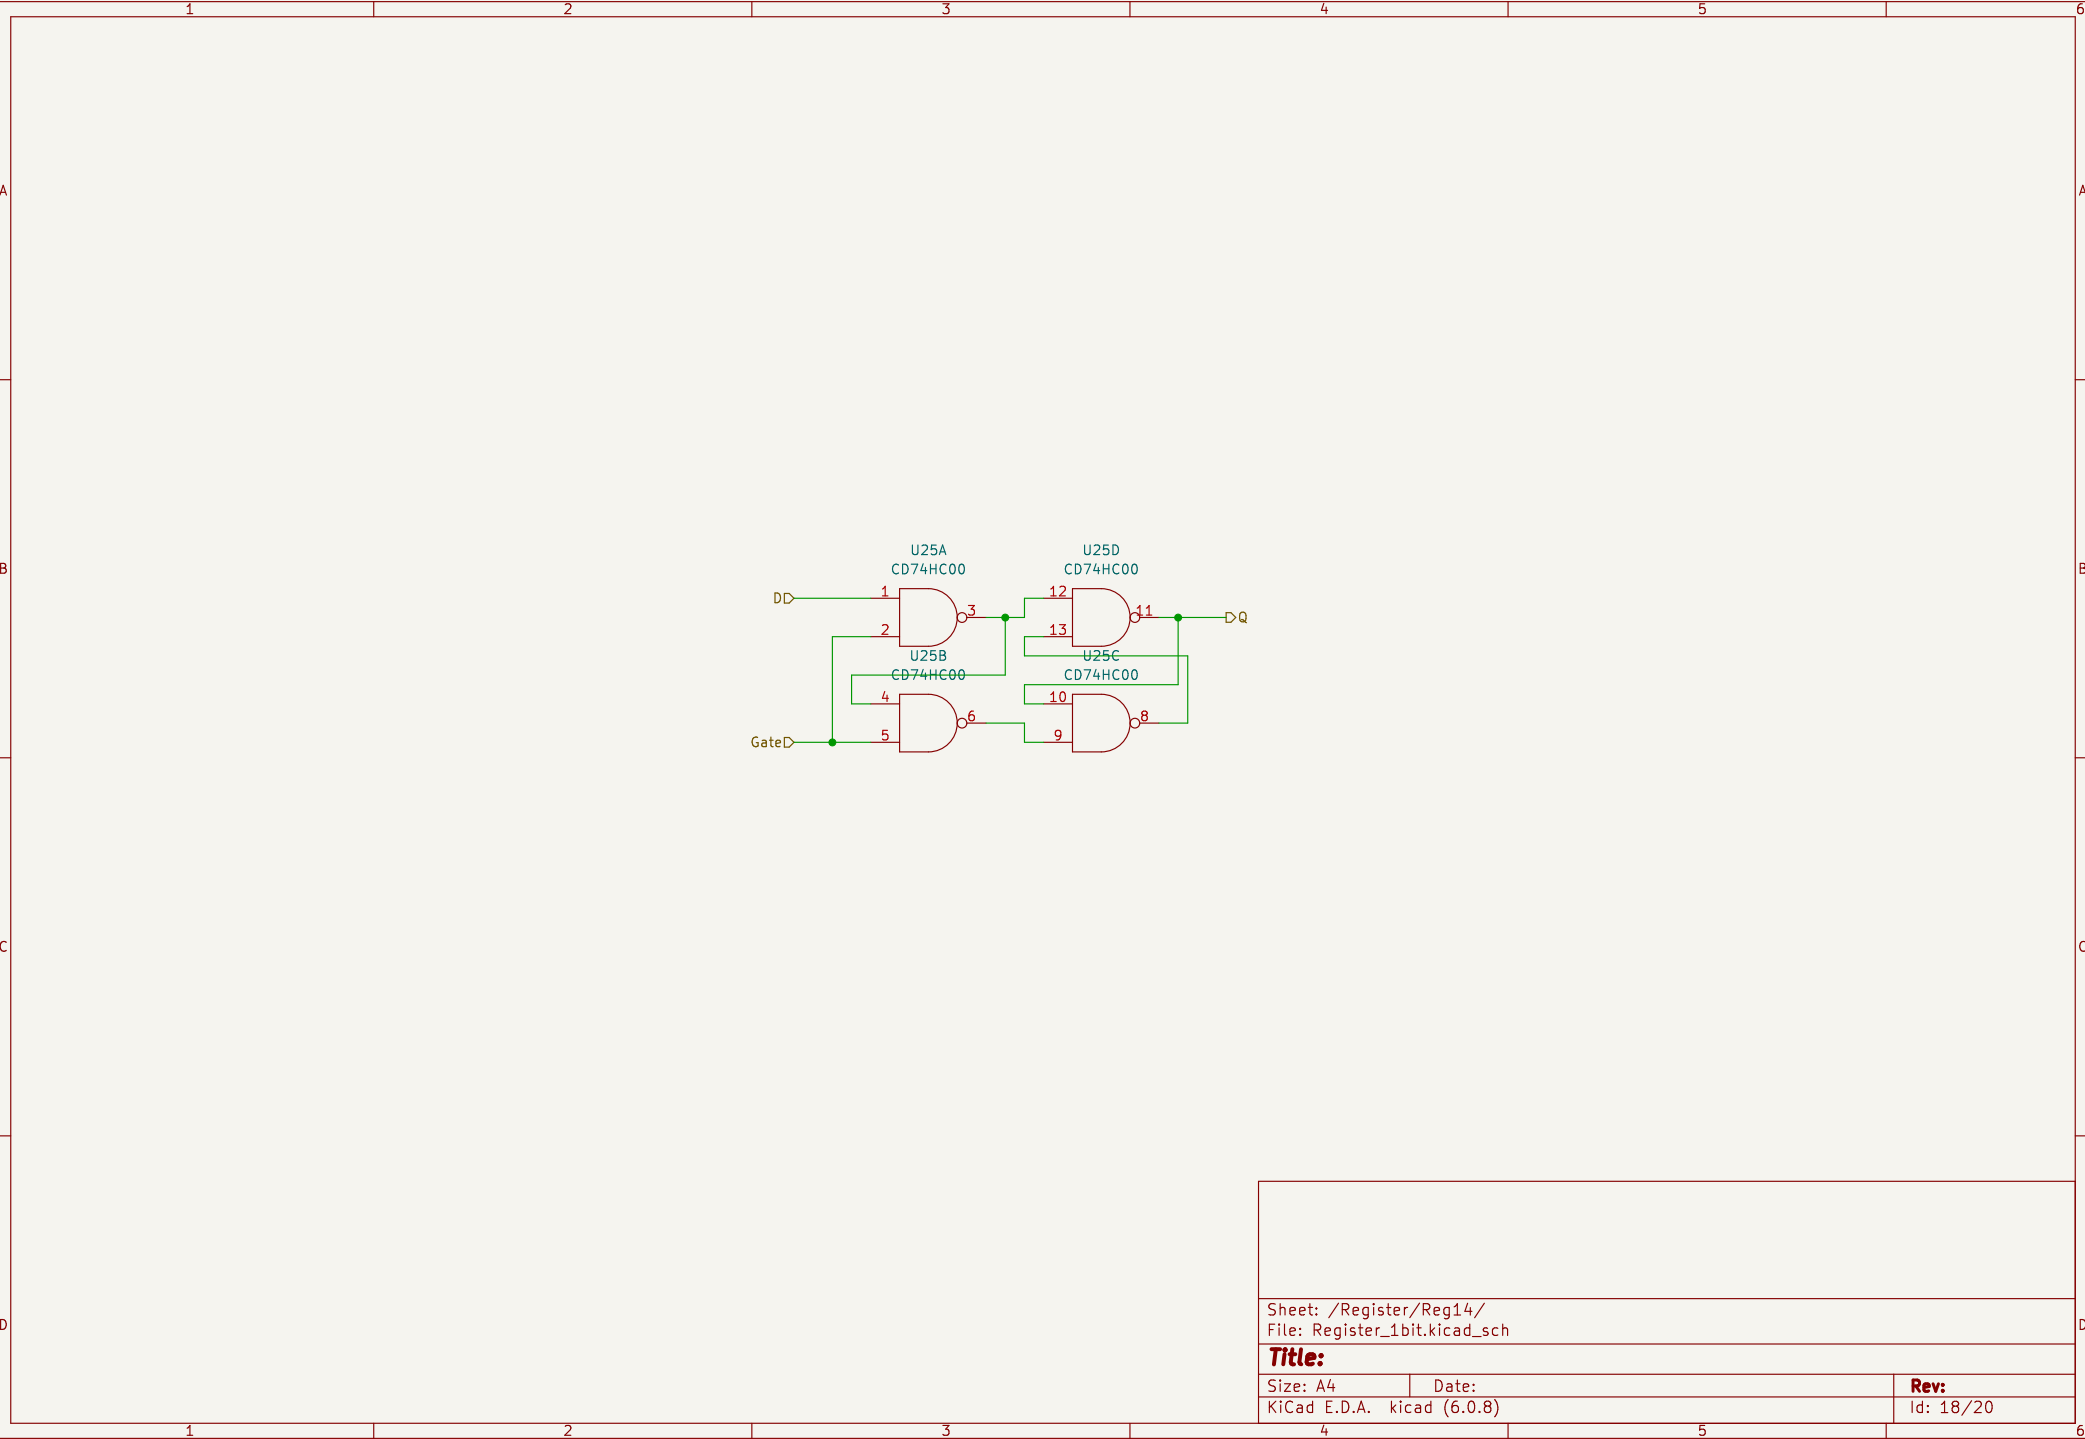 1 2 3 4 5 6
A A
U25A U25D
CD74HC00 CD74HC00
B B
D 1 3 12 11 Q
2 13
U25B U25C
CD74HC00 CD74HC00
4 6 10 8
Gate 5 9
C C
Sheet: /Register/Reg14/
File: Register_1bit.kicad_sch
D D
Title:
Size: A4 Date: Rev:
KiCad E.D.A. kicad (6.0.8) Id: 18/20
1 2 3 4 5 6